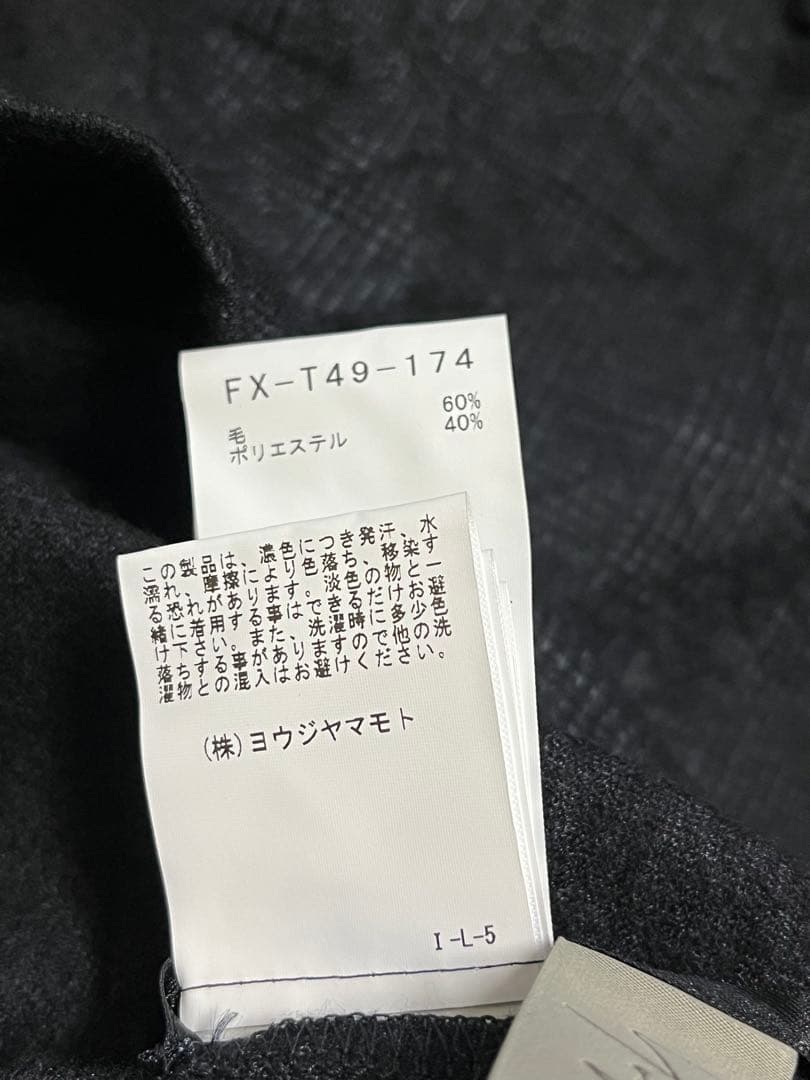 FX-T49-174
毛 60%
ポリエステル 40%
この製品は、濃色につき発汗、水
濡れ、摩擦により色落ち、移染す
る恐れがあります。淡色の物と一
緒に着用する事はできるだけお避
け下さい。また、洗濯時に多少色
落ちする事がありますので他の洗
濯物との混入はお避けください。
(株)ヨウジヤマモト
I-L-5